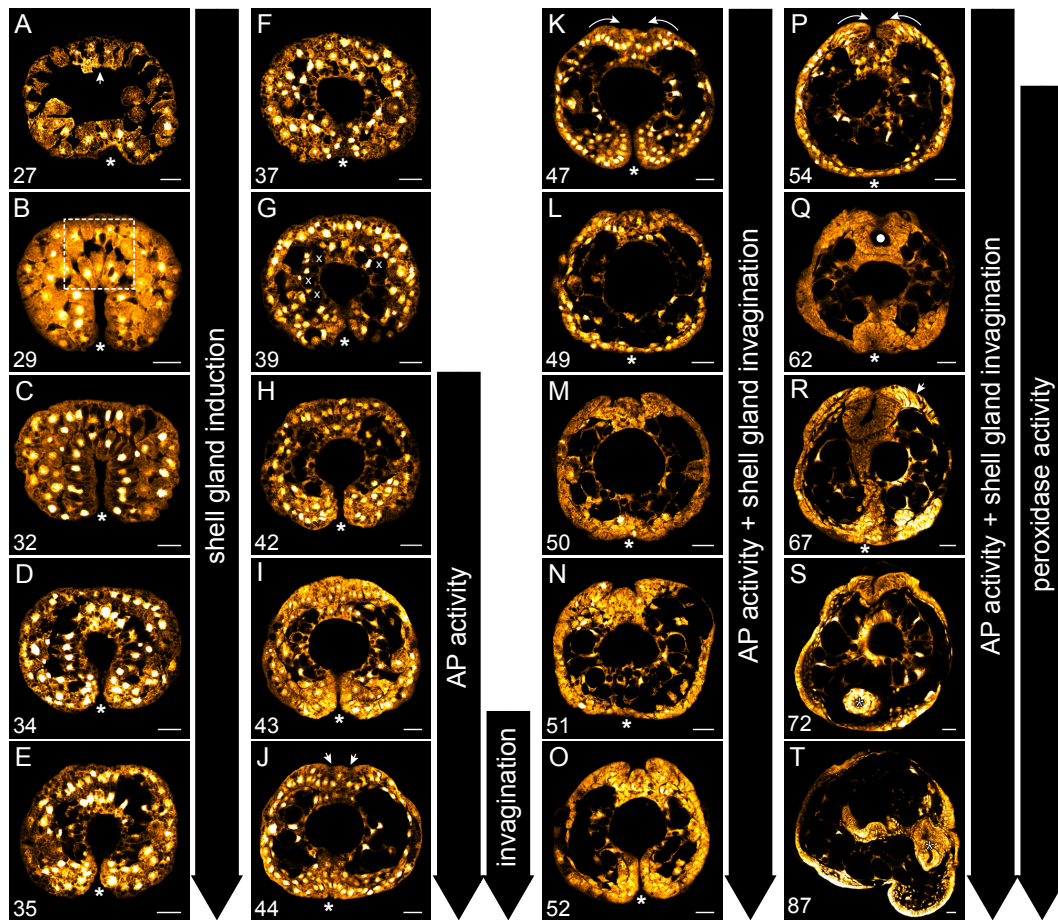 A
*
27
B
*
29
C
*
32
D
*
34
E
*
35
shell gland induction
F
37
G
x
x
x
x
*
39
H
*
42
I
*
43
J
*
44
AP activity
invagination
K
*
47
L
*
49
M
*
50
N
*
51
O
*
52
AP activity + shell gland invagination
P
*
*
54
Q
*
62
R
*
67
S
*
72
T
*
87
AP activity + shell gland invagination
peroxidase activity